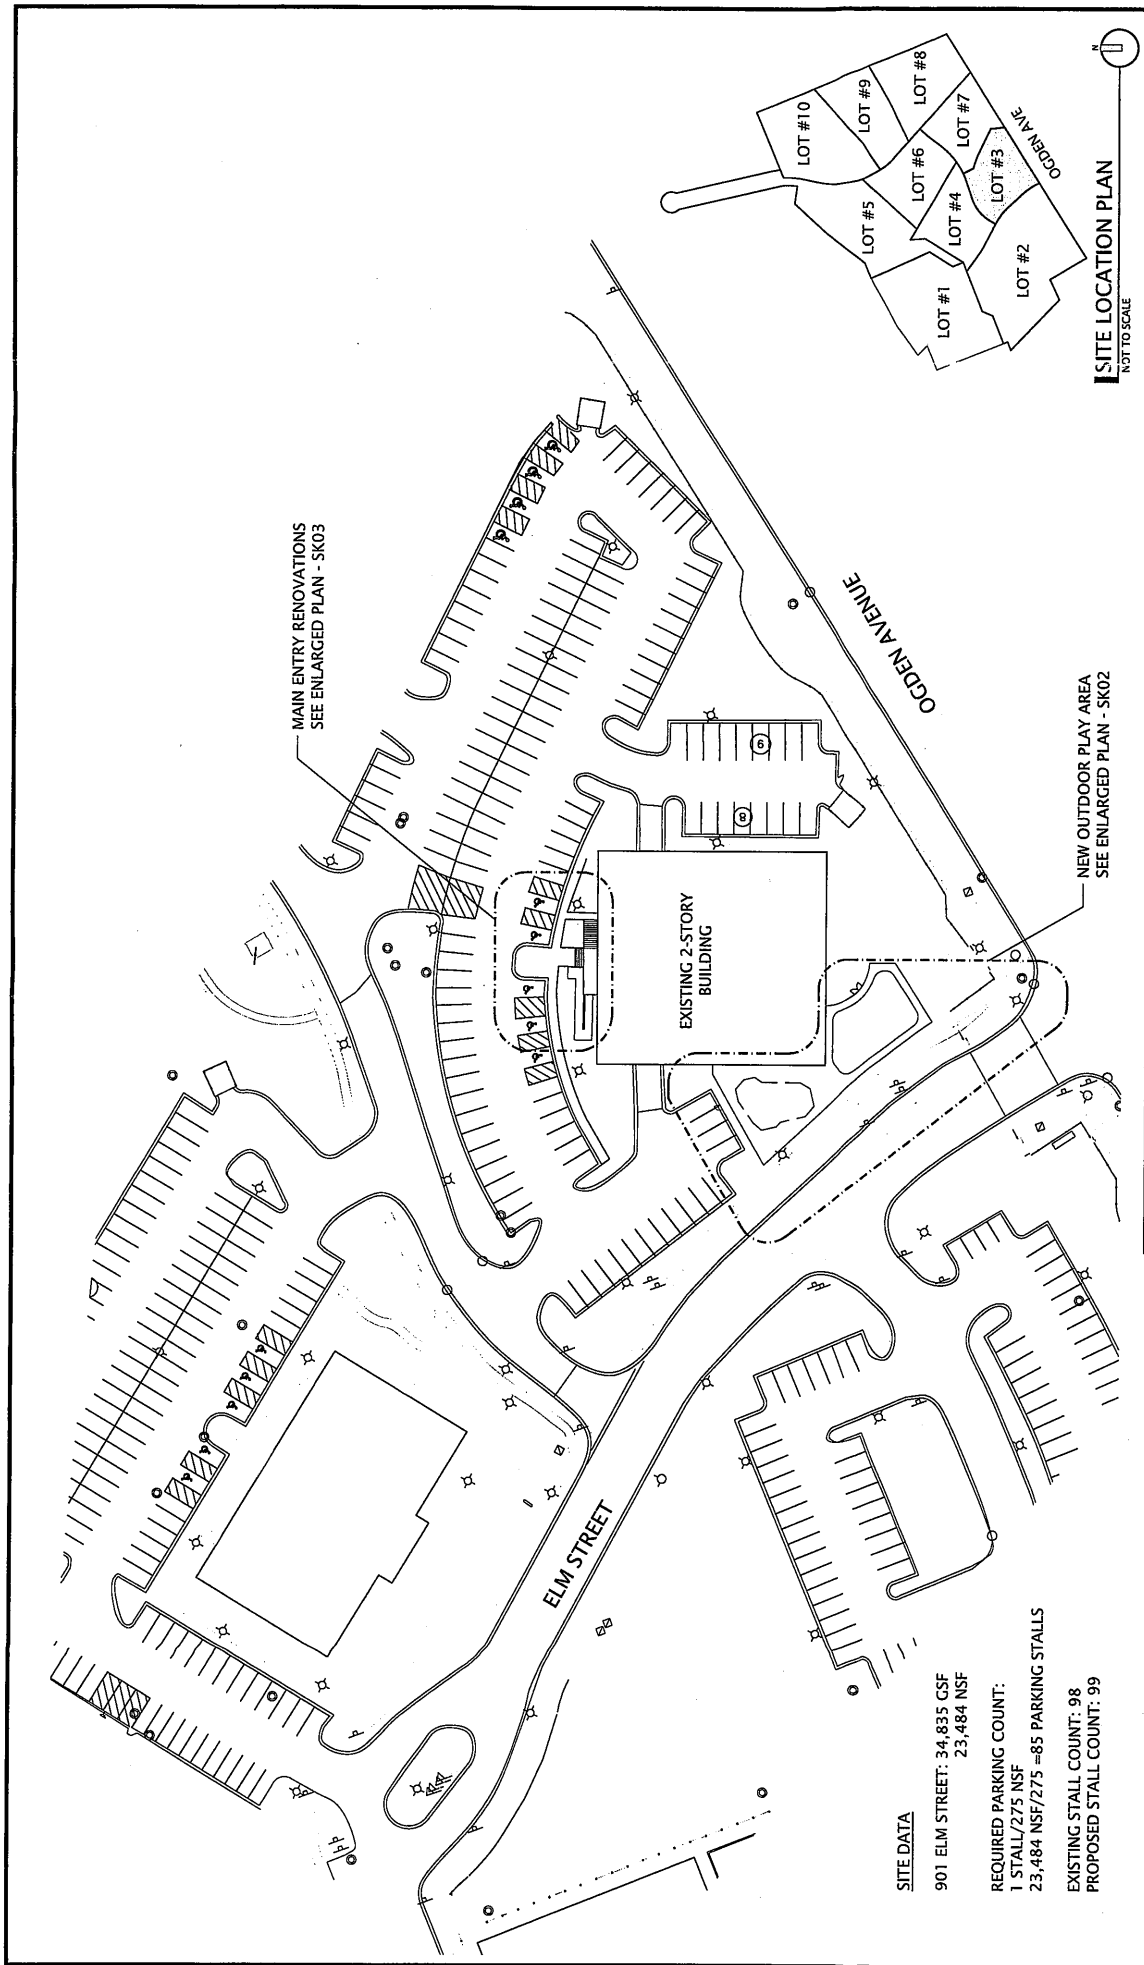 MAIN ENTRY RENOVATIONS
SEE ENLARGED PLAN - SK03
OGDEN AVENUE
9
8
EXISTING 2-STORY
BUILDING
NEW OUTDOOR PLAY AREA
SEE ENLARGED PLAN - SK02
ELM STREET
SITE DATA
901 ELM STREET: 34,835 GSF
23,484 NSF
REQUIRED PARKING COUNT:
1 STALL/275 NSF
23,484 NSF/275 =85 PARKING STALLS
EXISTING STALL COUNT: 98
PROPOSED STALL COUNT: 99
LOT #10
LOT #9
LOT #8
LOT #7
LOT #6
LOT #5
LOT #4
LOT #3
LOT #1
LOT #2
OGDEN AVE
N
SITE LOCATION PLAN
NOT TO SCALE